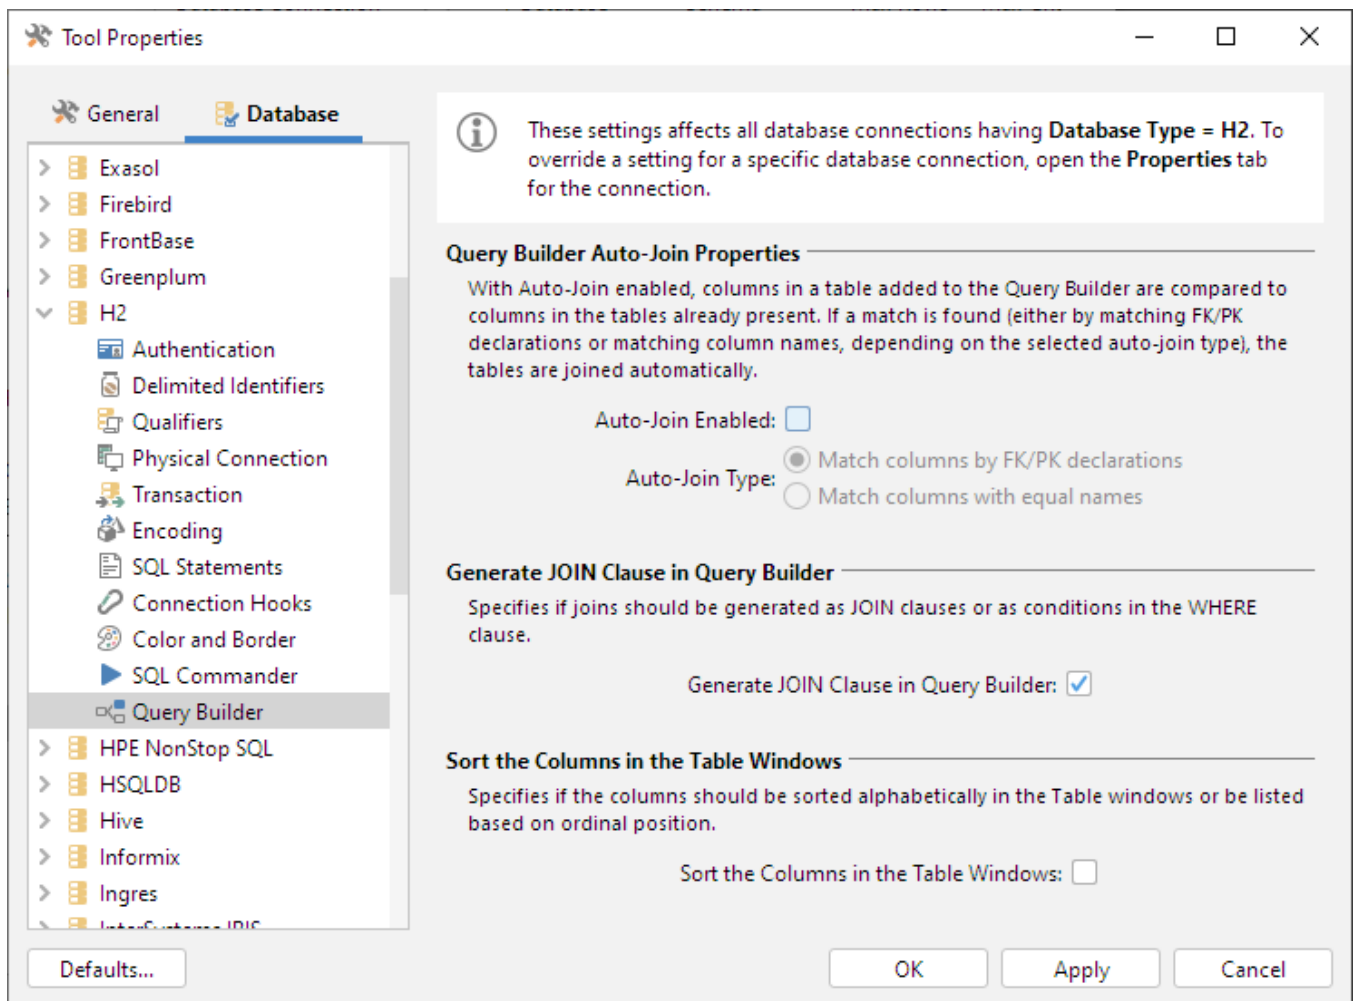 Tool Properties
General
Database
Exasol
Firebird
FrontBase
Greenplum
H2
Authentication
Delimited Identifiers
Qualifiers
Physical Connection
Transaction
Encoding
SQL Statements
Connection Hooks
Color and Border
SQL Commander
Query Builder
HPE NonStop SQL
HSQLDB
Hive
Informix
Ingres
These settings affects all database connections having Database Type = H2. To
override a setting for a specific database connection, open the Properties tab
for the connection.
Query Builder Auto-Join Properties
With Auto-Join enabled, columns in a table added to the Query Builder are compared to
columns in the tables already present. If a match is found (either by matching FK/PK
declarations or matching column names, depending on the selected auto-join type), the
tables are joined automatically.
Auto-Join Enabled:
Auto-Join Type:
Match columns by FK/PK declarations
Match columns with equal names
Generate JOIN Clause in Query Builder
Specifies if joins should be generated as JOIN clauses or as conditions in the WHERE
clause.
Generate JOIN Clause in Query Builder:
Sort the Columns in the Table Windows
Specifies if the columns should be sorted alphabetically in the Table windows or be listed
based on ordinal position.
Sort the Columns in the Table Windows:
Defaults...
OK
Apply
Cancel